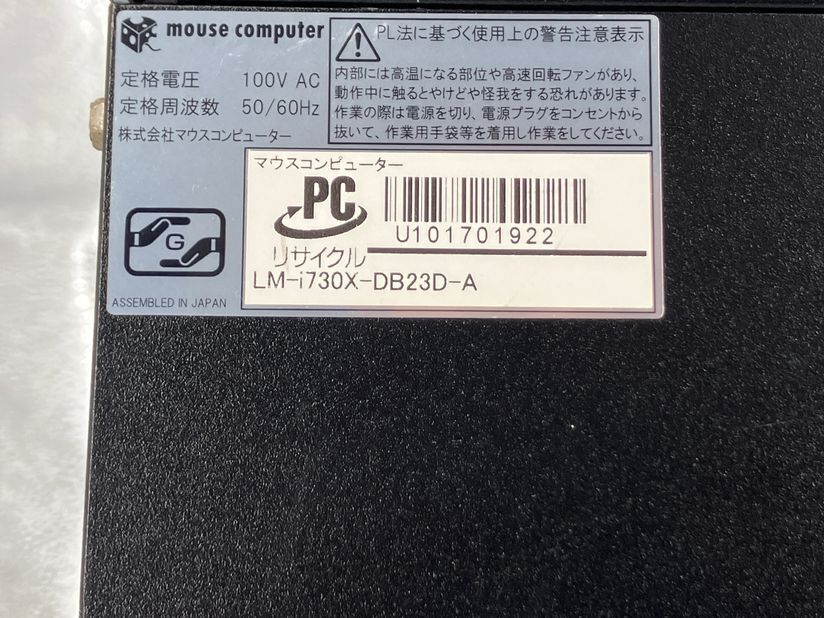 mouse computer
定格電圧 100V AC
定格周波数 50/60Hz
株式会社マウスコンピューター
PL法に基づく使用上の警告注意表示
内部には高温になる部位や高速回転ファンがあり、
動作中に触るとやけどや怪我をする恐れがあります。
作業の際は電源を切り、電源プラグをコンセントから
抜いて、作業用手袋等を着用し作業をしてください。
マウスコンピューター
PC
リサイクル
U101701922
LM-i730X-DB23D-A
G
ASSEMBLED IN JAPAN